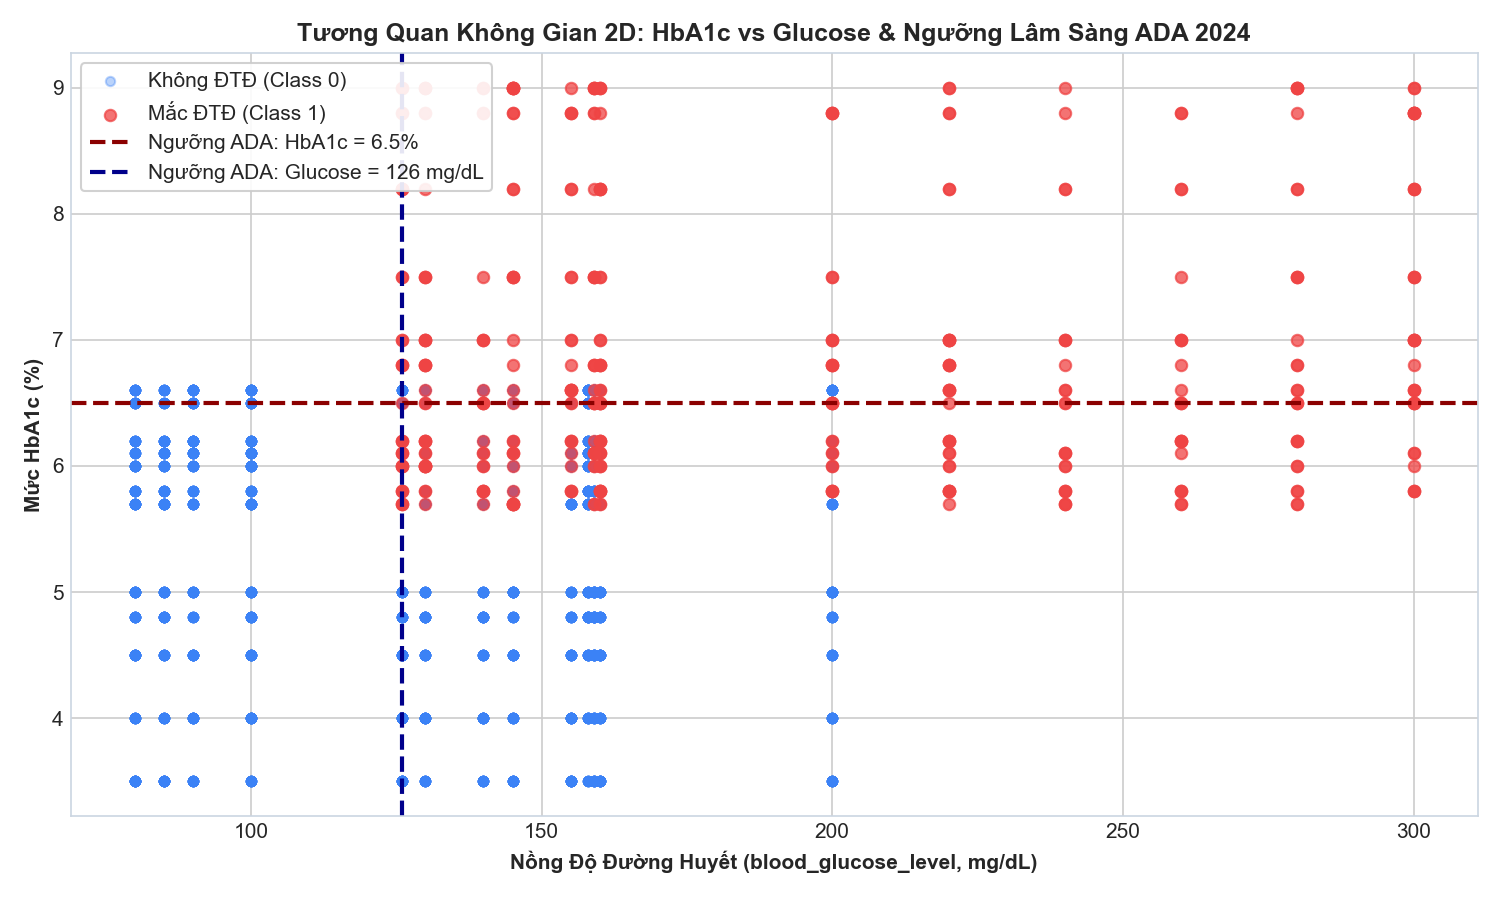 Tương Quan Không Gian 2D: HbA1c vs Glucose & Ngưỡng Lâm Sàng ADA 2024
Không ĐTĐ (Class 0)
Mắc ĐTĐ (Class 1)
Ngưỡng ADA: HbA1c = 6.5%
Ngưỡng ADA: Glucose = 126 mg/dL
Mức HbA1c (%)
9
8
7
6
5
4
100
150
200
250
300
Nồng Độ Đường Huyết (blood_glucose_level, mg/dL)